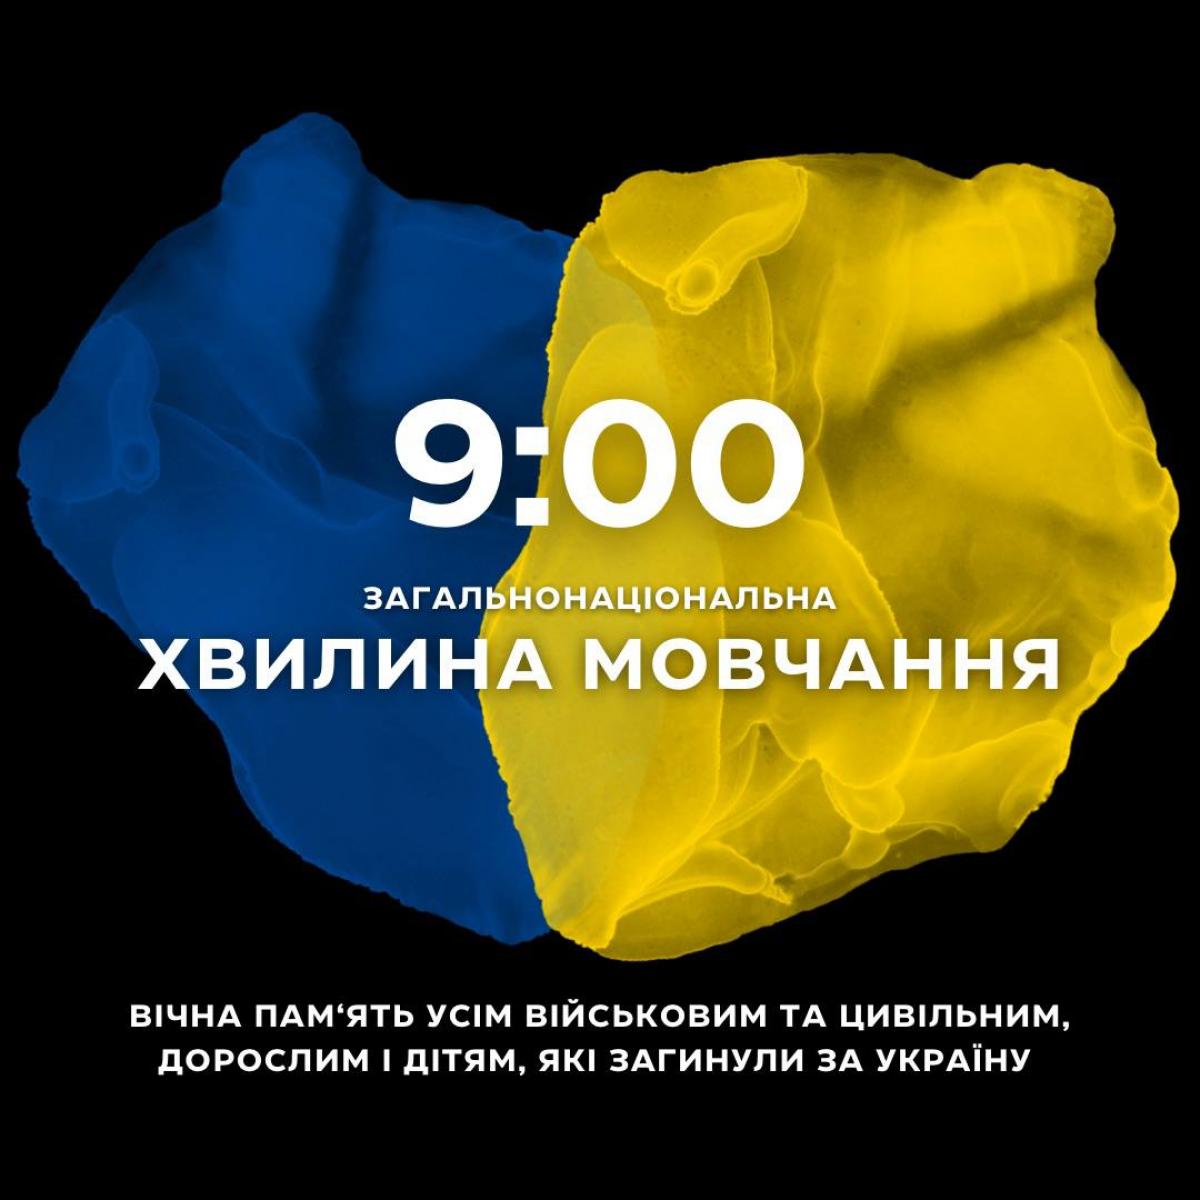 9:00
ЗАГАЛЬНОНАЦІОНАЛЬНА
ХВИЛИНА МОВЧАННЯ
ВІЧНА ПАМ‘ЯТЬ УСІМ ВІЙСЬКОВИМ ТА ЦИВІЛЬНИМ,
ДОРОСЛИМ І ДІТЯМ, ЯКІ ЗАГИНУЛИ ЗА УКРАЇНУ